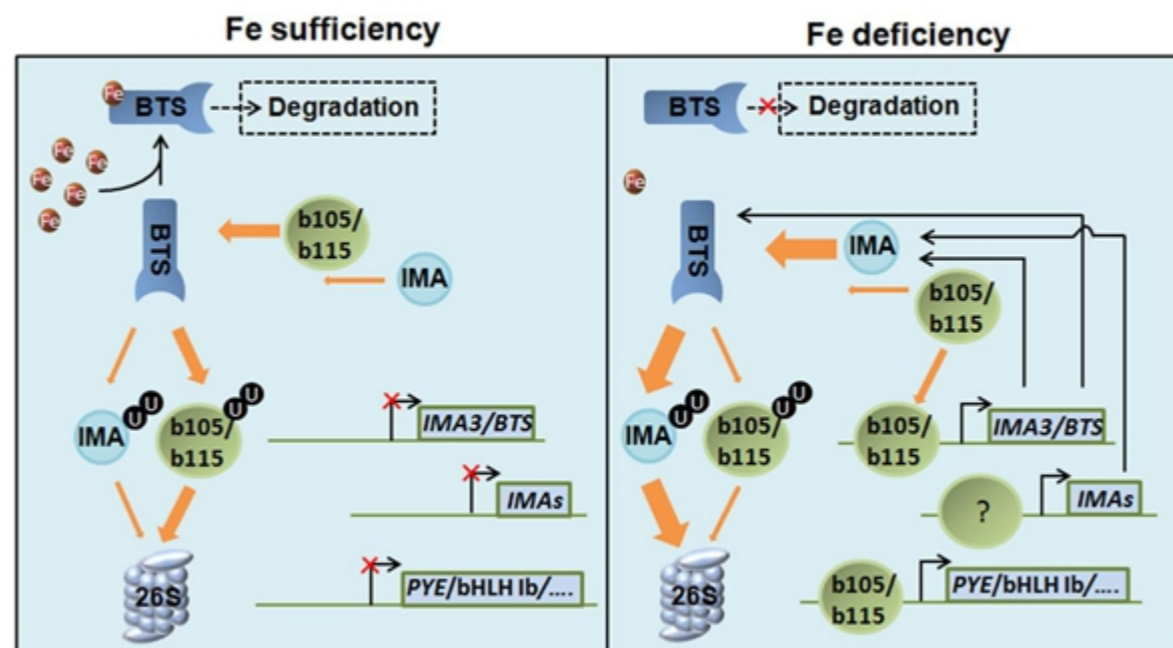 Fe sufficiency
Fe
BTS
Degradation
Fe
Fe
Fe
Fe
Fe
BTS
b105/
b115
IMA
U U
U U
IMA
b105/
b115
IMA3/BTS
IMAs
26S
PYE/bHLH Ib/....
Fe deficiency
BTS
Degradation
Fe
BTS
IMA
b105/
b115
U U
U U
IMA
b105/
b115
b105/
b115
IMA3/BTS
?
IMAs
26S
b105/
b115
PYE/bHLH Ib/....